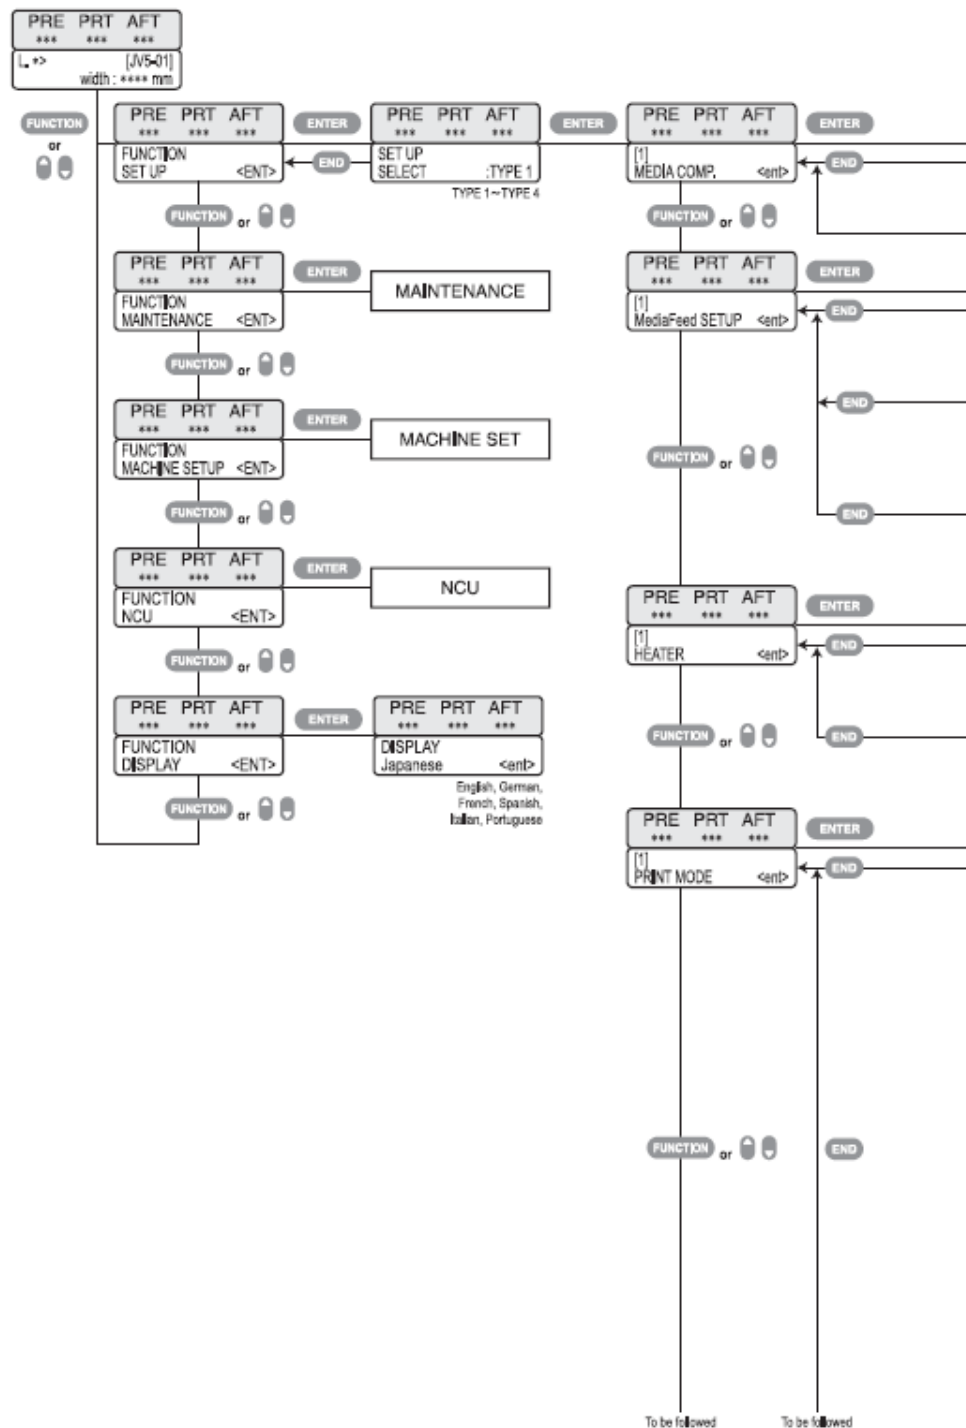 PRE PRT AFT
*** *** ***
L. *> [JV5-01]
width : **** mm
FUNCTION
or
PRE PRT AFT
*** *** ***
FUNCTION
SET UP <ENT>
ENTER
END
PRE PRT AFT
*** *** ***
SET UP
SELECT :TYPE 1
TYPE 1~TYPE 4
ENTER
PRE PRT AFT
*** *** ***
[1]
MEDIA COMP. <ent>
ENTER
END
FUNCTION or
FUNCTION or
PRE PRT AFT
*** *** ***
FUNCTION
MAINTENANCE <ENT>
ENTER
MAINTENANCE
PRE PRT AFT
*** *** ***
[1]
MediaFeed SETUP <ent>
ENTER
END
FUNCTION or
END
PRE PRT AFT
*** *** ***
FUNCTION
MACHINE SETUP <ENT>
ENTER
MACHINE SET
FUNCTION or
FUNCTION or
END
PRE PRT AFT
*** *** ***
FUNCTION
NCU <ENT>
ENTER
NCU
PRE PRT AFT
*** *** ***
[1]
HEATER <ent>
ENTER
END
FUNCTION or
PRE PRT AFT
*** *** ***
FUNCTION
DISPLAY <ENT>
ENTER
PRE PRT AFT
*** *** ***
DISPLAY
Japanese <ent>
English, German,
French, Spanish,
Italian, Portuguese
FUNCTION or
END
FUNCTION or
PRE PRT AFT
*** *** ***
[1]
PRINT MODE <ent>
ENTER
END
FUNCTION or
END
To be followed
To be followed